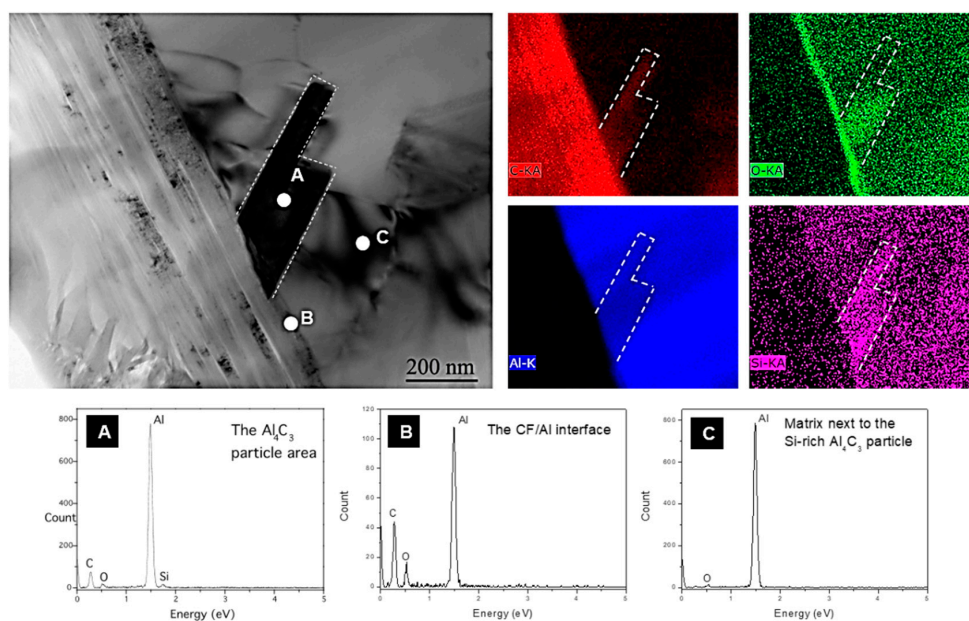 A
B
C
200 nm
C-KA
O-KA
Al-K
Si-KA
A
The Al₄C₃
particle area
Al
C
O
Si
800
600
400
200
0
Count
0
1
2
3
4
5
Energy (eV)
B
The CF/Al interface
Al
C
O
120
100
80
60
40
20
0
Count
0
1
2
3
4
5
Energy (eV)
C
Matrix next to the
Si-rich Al₄C₃ particle
Al
O
800
600
400
200
0
Count
0
1
2
3
4
5
Energy (eV)